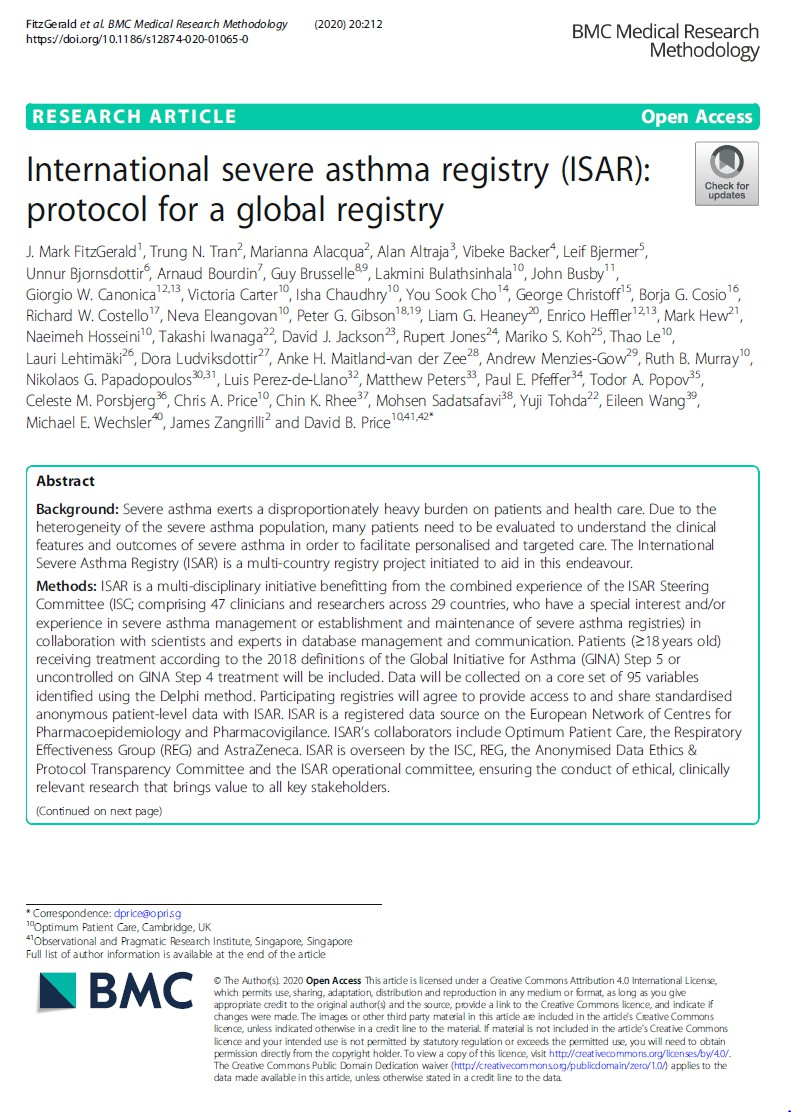 FitzGerald et al. BMC Medical Research Methodology (2020) 20:212
https://doi.org/10.1186/s12874-020-01065-0
BMC Medical Research
Methodology
RESEARCH ARTICLE Open Access
International severe asthma registry (ISAR):
protocol for a global registry
Check for
updates
J. Mark FitzGerald1, Trung N. Tran2, Marianna Alacqua2, Alan Altraja3, Vibeke Backer4, Leif Bjermer5,
Unnur Bjornsdottir6, Arnaud Bourdin7, Guy Brusselle8,9, Lakmini Bulathsinhala10, John Busby11,
Giorgio W. Canonica12,13, Victoria Carter10, Isha Chaudhry10, You Sook Cho14, George Christoff15, Borja G. Cosio16,
Richard W. Costello17, Neva Eleangovan10, Peter G. Gibson18,19, Liam G. Heaney20, Enrico Heffler12,13, Mark Hew21,
Naeimeh Hosseini10, Takashi Iwanaga22, David J. Jackson23, Rupert Jones24, Mariko S. Koh25, Thao Le10,
Lauri Lehtimäki26, Dora Ludviksdottir27, Anke H. Maitland-van der Zee28, Andrew Menzies-Gow29, Ruth B. Murray10,
Nikolaos G. Papadopoulos30,31, Luis Perez-de-Llano32, Matthew Peters33, Paul E. Pfeffer34, Todor A. Popov35,
Celeste M. Porsbjerg36, Chris A. Price10, Chin K. Rhee37, Mohsen Sadatsafavi38, Yuji Tohda22, Eileen Wang39,
Michael E. Wechsler40, James Zangrilli2 and David B. Price10,41,42*
Abstract
Background: Severe asthma exerts a disproportionately heavy burden on patients and health care. Due to the
heterogeneity of the severe asthma population, many patients need to be evaluated to understand the clinical
features and outcomes of severe asthma in order to facilitate personalised and targeted care. The International
Severe Asthma Registry (ISAR) is a multi-country registry project initiated to aid in this endeavour.
Methods: ISAR is a multi-disciplinary initiative benefitting from the combined experience of the ISAR Steering
Committee (ISC; comprising 47 clinicians and researchers across 29 countries, who have a special interest and/or
experience in severe asthma management or establishment and maintenance of severe asthma registries) in
collaboration with scientists and experts in database management and communication. Patients (≥18 years old)
receiving treatment according to the 2018 definitions of the Global Initiative for Asthma (GINA) Step 5 or
uncontrolled on GINA Step 4 treatment will be included. Data will be collected on a core set of 95 variables
identified using the Delphi method. Participating registries will agree to provide access to and share standardised
anonymous patient-level data with ISAR. ISAR is a registered data source on the European Network of Centres for
Pharmacoepidemiology and Pharmacovigilance. ISAR's collaborators include Optimum Patient Care, the Respiratory
Effectiveness Group (REG) and AstraZeneca. ISAR is overseen by the ISC, REG, the Anonymised Data Ethics &
Protocol Transparency Committee and the ISAR operational committee, ensuring the conduct of ethical, clinically
relevant research that brings value to all key stakeholders.
(Continued on next page)
* Correspondence: dprice@opri.sg
10Optimum Patient Care, Cambridge, UK
41Observational and Pragmatic Research Institute, Singapore, Singapore
Full list of author information is available at the end of the article
BMC
© The Author(s). 2020 Open Access This article is licensed under a Creative Commons Attribution 4.0 International License,
which permits use, sharing, adaptation, distribution and reproduction in any medium or format, as long as you give
appropriate credit to the original author(s) and the source, provide a link to the Creative Commons licence, and indicate if
changes were made. The images or other third party material in this article are included in the article's Creative Commons
licence, unless indicated otherwise in a credit line to the material. If material is not included in the article's Creative Commons
licence and your intended use is not permitted by statutory regulation or exceeds the permitted use, you will need to obtain
permission directly from the copyright holder. To view a copy of this licence, visit http://creativecommons.org/licenses/by/4.0/.
The Creative Commons Public Domain Dedication waiver (http://creativecommons.org/publicdomain/zero/1.0/) applies to the
data made available in this article, unless otherwise stated in a credit line to the data.